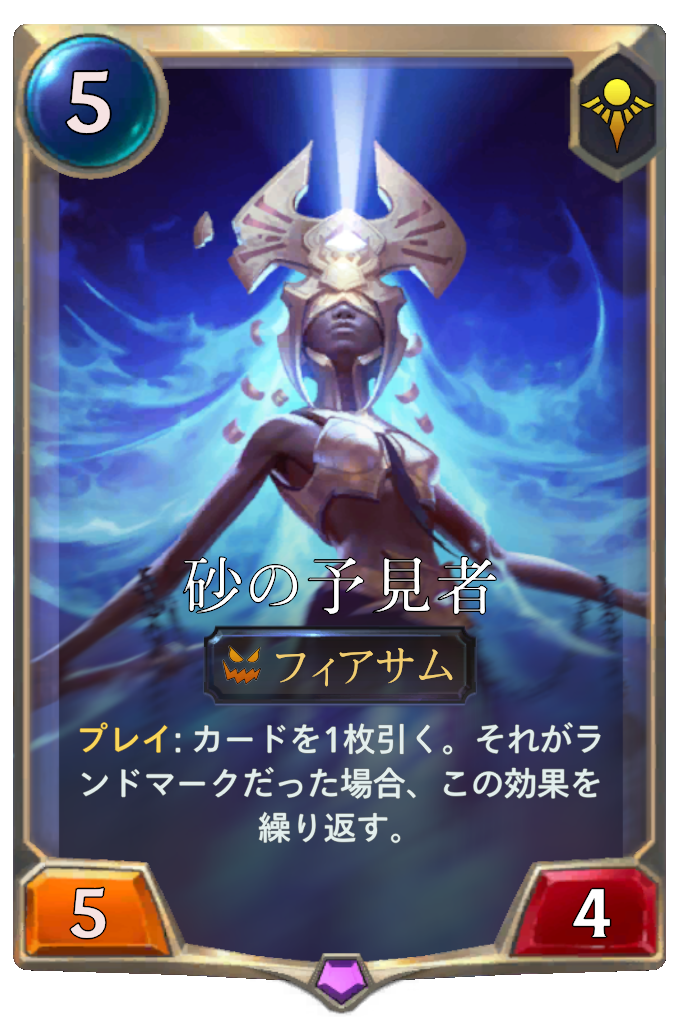 5
砂の予見者
フィアサム
プレイ: カードを1枚引く。それがラ
ンドマークだった場合、この効果を
繰り返す。
5
4